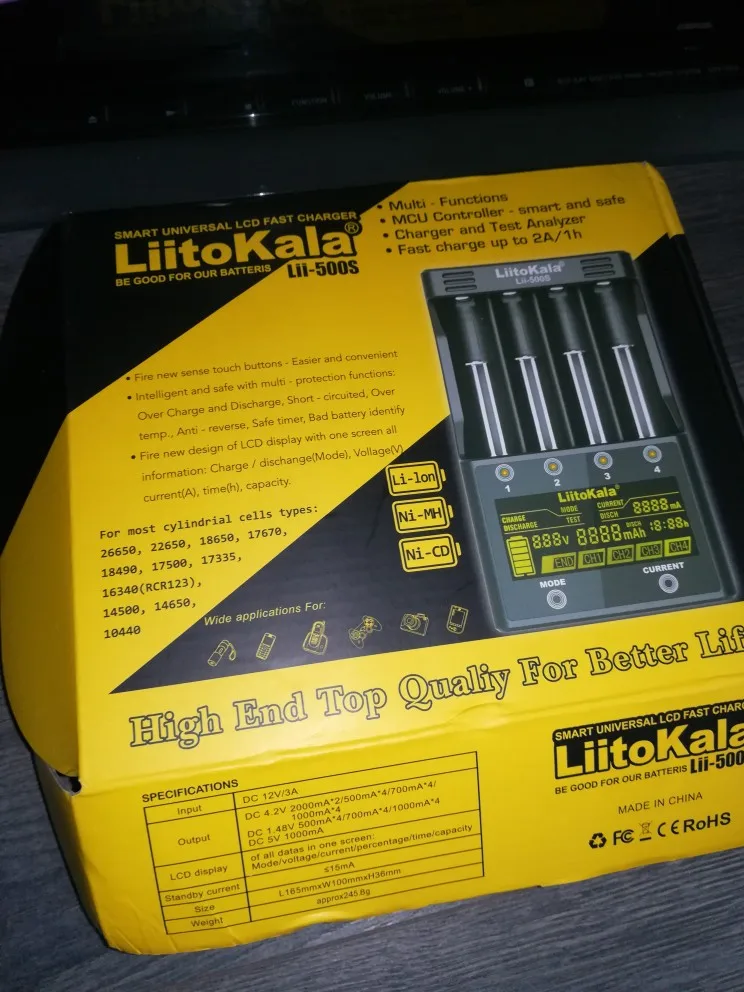 SMART UNIVERSAL LCD FAST CHARGER
LiitoKala®
BE GOOD FOR OUR BATTERIS Lii-500S
• Multi - Functions
• MCU Controller - smart and safe
• Charger and Test Analyzer
• Fast charge up to 2A/1h
• Fire new sense touch buttons - Easier and convenient
• Intelligent and safe with multi - protection functions:
Over Charge and Discharge, Short - circuited, Over
temp., Anti - reverse, Safe timer, Bad battery identify
• Fire new design of LCD display with one screen all
information: Charge / dischange(Mode), Vollage(V)
current(A), time(h), capacity.
For most cylindrial cells types:
26650, 22650, 18650, 17670,
18490, 17500, 17335,
16340(RCR123),
14500, 14650,
10440
Li-lon
Ni-MH
Ni-CD
Wide applications For:
LiitoKala
Lii-500S
1 2 3 4
LiitoKala
CHARGE MODE CURRENT 8888 mA
DISCHARGE TEST DISCH
8.88V 8888 mAh 18:88h
END CH1 CH2 CH3 CH4
MODE CURRENT
High End Top Qualiy For Better Lif
SPECIFICATIONS
Input DC 12V/3A
Output DC 4.2V 2000mA*2/500mA*4/700mA*4/
1000mA*4
DC 1.48V 500mA*4/700mA*4/1000mA*4
DC 5V 1000mA
LCD display of all datas in one screen:
Mode/voltage/current/percentage/time/capacity
Standby current ≤15mA
Size L165mmxW100mmxH36mm
Weight approx245.8g
SMART UNIVERSAL LCD FAST CHARG
LiitoKala
BE GOOD FOR OUR BATTERIS Lii-500
MADE IN CHINA
FC CE RoHS